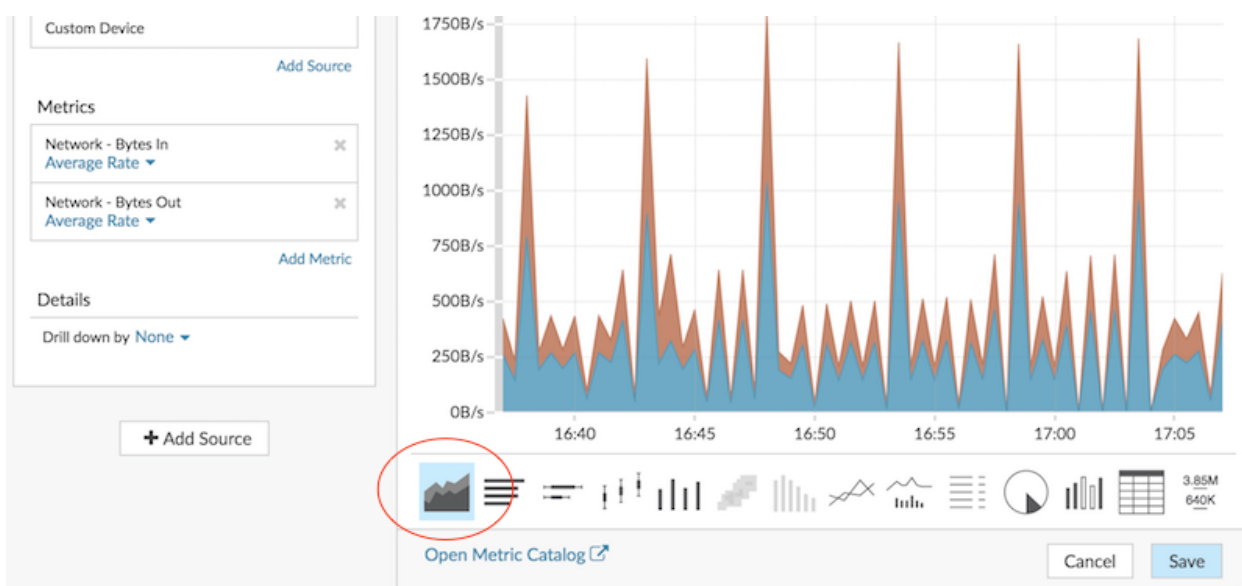 Custom Device
Add Source
Metrics
Network - Bytes In
Average Rate
Network - Bytes Out
Average Rate
Add Metric
Details
Drill down by None
+ Add Source
1750B/s
1500B/s
1250B/s
1000B/s
750B/s
500B/s
250B/s
0B/s
16:40 16:45 16:50 16:55 17:00 17:05
3.85M
640K
Open Metric Catalog
Cancel Save